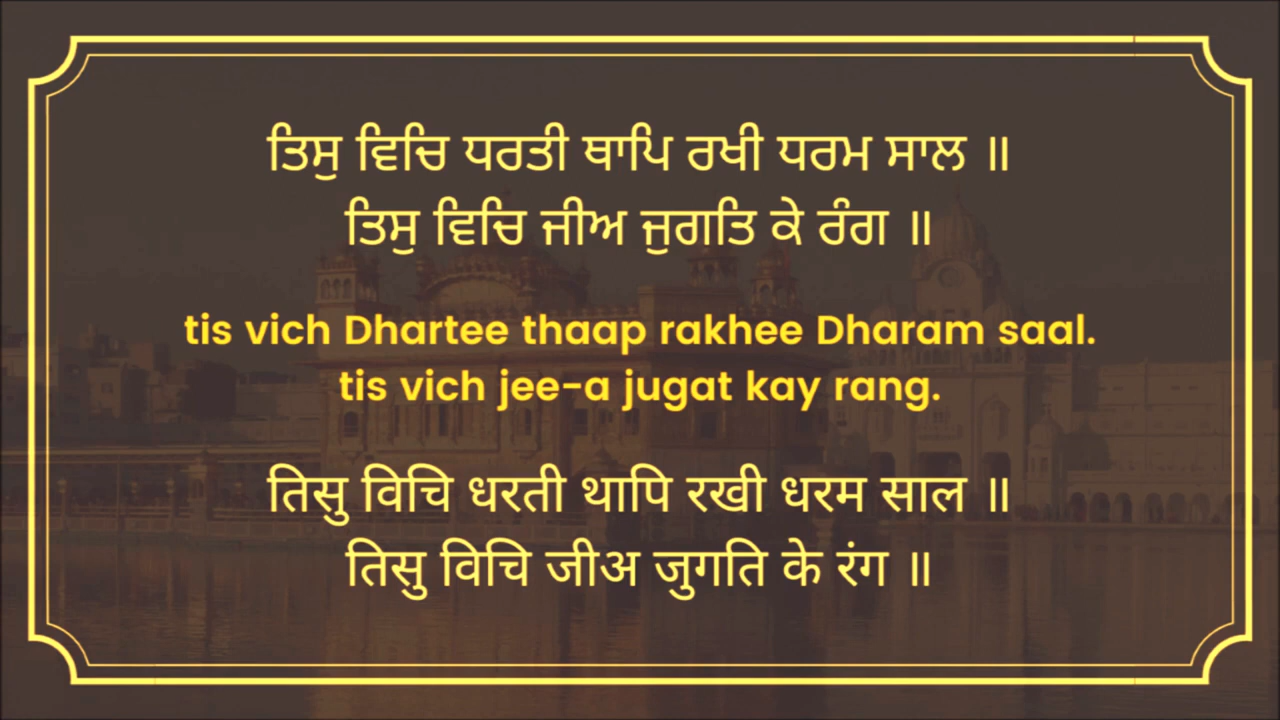 ਤਿਸੁ ਵਿਚਿ ਧਰਤੀ ਥਾਪਿ ਰਖੀ ਧਰਮ ਸਾਲ ॥
ਤਿਸੁ ਵਿਚਿ ਜੀਅ ਜੁਗਤਿ ਕੇ ਰੰਗ ॥
tis vich Dhartee thaap rakhee Dharam saal.
tis vich jee-a jugat kay rang.
तिसु विचि धरती थापि रखी धरम साल ॥
तिसु विचि जीअ जुगति के रंग ॥